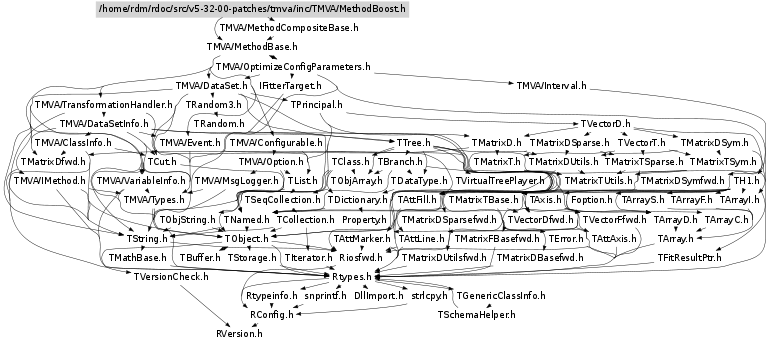 /home/rdm/rdoc/src/v5-32-00-patches/tmva/inc/TMVA/MethodBoost.h
TMVA/MethodCompositeBase.h
TMVA/MethodBase.h
TMVA/OptimizeConfigParameters.h
TMVA/DataSet.h IFitterTarget.h TMVA/Interval.h
TMVA/TransformationHandler.h TRandom3.h TPrincipal.h
TMVA/DataSetInfo.h TRandom.h TVectorD.h
TMVA/ClassInfo.h TMVA/Event.h TMVA/Configurable.h TTree.h TMatrixD.h TMatrixDSparse.h TVectorT.h TMatrixDSym.h
TMatrixDfwd.h TCut.h TMVA/Option.h TClass.h TBranch.h TMatrixT.h TMatrixDUtils.h TMatrixTSparse.h TMatrixTSym.h
TMVA/IMethod.h TMVA/VariableInfo.h TMVA/MsgLogger.h TList.h TObjArray.h TDataType.h TVirtualTreePlayer.h TMatrixTUtils.h TMatrixDSymfwd.h TH1.h
TMVA/Types.h TSeqCollection.h TDictionary.h TAttFill.h TMatrixTBase.h TAxis.h Foption.h TArrayS.h TArrayF.h TArrayI.h
TObjString.h TNamed.h TCollection.h Property.h TMatrixDSparsefwd.h TVectorDfwd.h TVectorFfwd.h TArrayD.h TArrayC.h
TString.h TObject.h TAttMarker.h TAttLine.h TMatrixFBasefwd.h TError.h TAttAxis.h TArray.h
TMathBase.h TBuffer.h TStorage.h TIterator.h Riosfwd.h TMatrixDUtilsfwd.h TMatrixDBasefwd.h TFitResultPtr.h
TVersionCheck.h Rtypes.h
Rtypeinfo.h snprintf.h DllImport.h strlcpy.h TGenericClassInfo.h
RConfig.h TSchemaHelper.h
RVersion.h